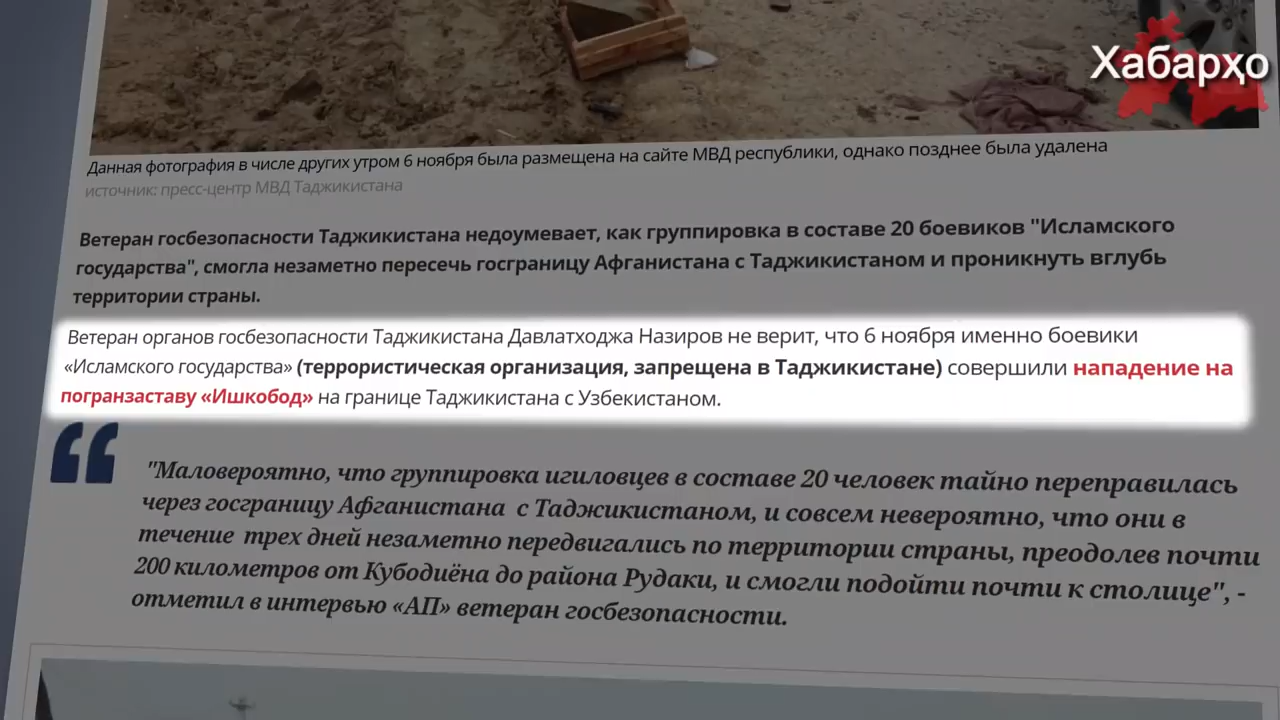 Хабарҳо
Данная фотография в числе других утром 6 ноября была размещена на сайте МВД республики, однако позднее была удалена
источник: пресс-центр МВД Таджикистана
Ветеран госбезопасности Таджикистана недоумевает, как группировка в составе 20 боевиков "Исламского
государства", смогла незаметно пересечь госграницу Афганистана с Таджикистаном и проникнуть вглубь
территории страны.
Ветеран органов госбезопасности Таджикистана Давлатходжа Назиров не верит, что 6 ноября именно боевики
«Исламского государства» (террористическая организация, запрещена в Таджикистане) совершили нападение на
погранзаставу «Ишкобод» на границе Таджикистана с Узбекистаном.
"Маловероятно, что группировка игиловцев в составе 20 человек тайно переправилась
через госграницу Афганистана с Таджикистаном, и совсем невероятно, что они в
течение трех дней незаметно передвигались по территории страны, преодолев почти
200 километров от Кубодиёна до района Рудаки, и смогли подойти почти к столице", -
отметил в интервью «АП» ветеран госбезопасности.